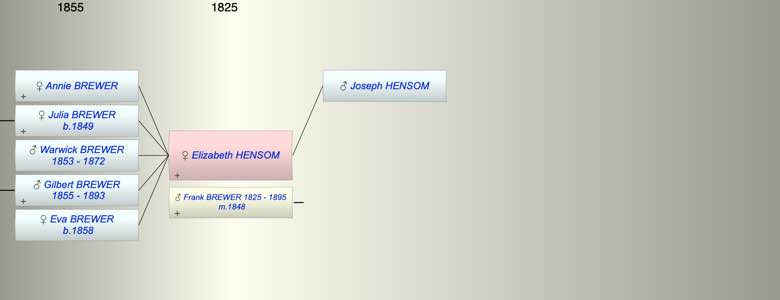 1855 1825
♀ Annie BREWER
+
♂ Joseph HENSOM
♀ Julia BREWER
b.1849
+
♂ Warwick BREWER
1853 - 1872
♀ Elizabeth HENSOM
+
♂ Gilbert BREWER
1855 - 1893
+
♂ Frank BREWER 1825 - 1895
m.1848
+
♀ Eva BREWER
b.1858